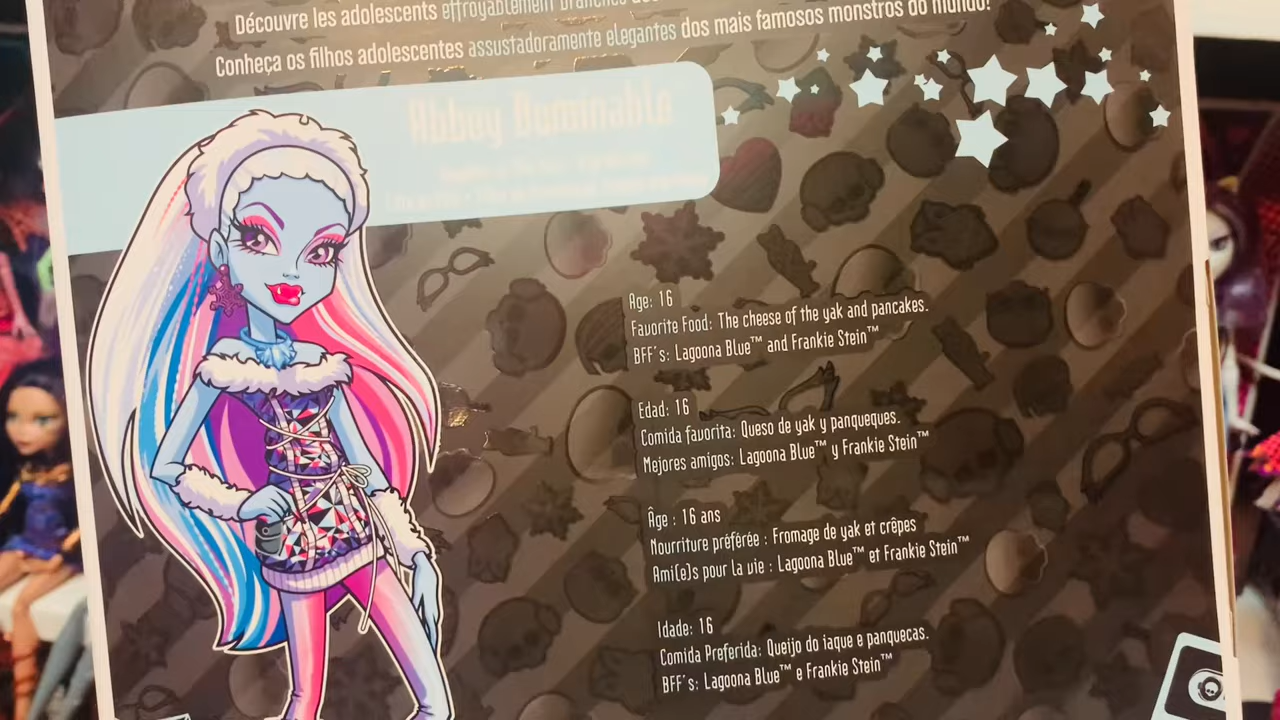 Découvre les adolescents effroyablement branchés
Conheça os filhos adolescentes assustadoramente elegantes dos mais famosos monstros do mundo!
Abbey Bominable
Age: 16
Favorite Food: The cheese of the yak and pancakes.
BFF's: Lagoona Blue™ and Frankie Stein™
Edad: 16
Comida favorita: Queso de yak y panqueques.
Mejores amigos: Lagoona Blue™ y Frankie Stein™
Âge : 16 ans
Nourriture préférée : Fromage de yak et crêpes
Ami(e)s pour la vie : Lagoona Blue™ et Frankie Stein™
Idade: 16
Comida Preferida: Queijo do iaque e panquecas.
BFF's: Lagoona Blue™ e Frankie Stein™